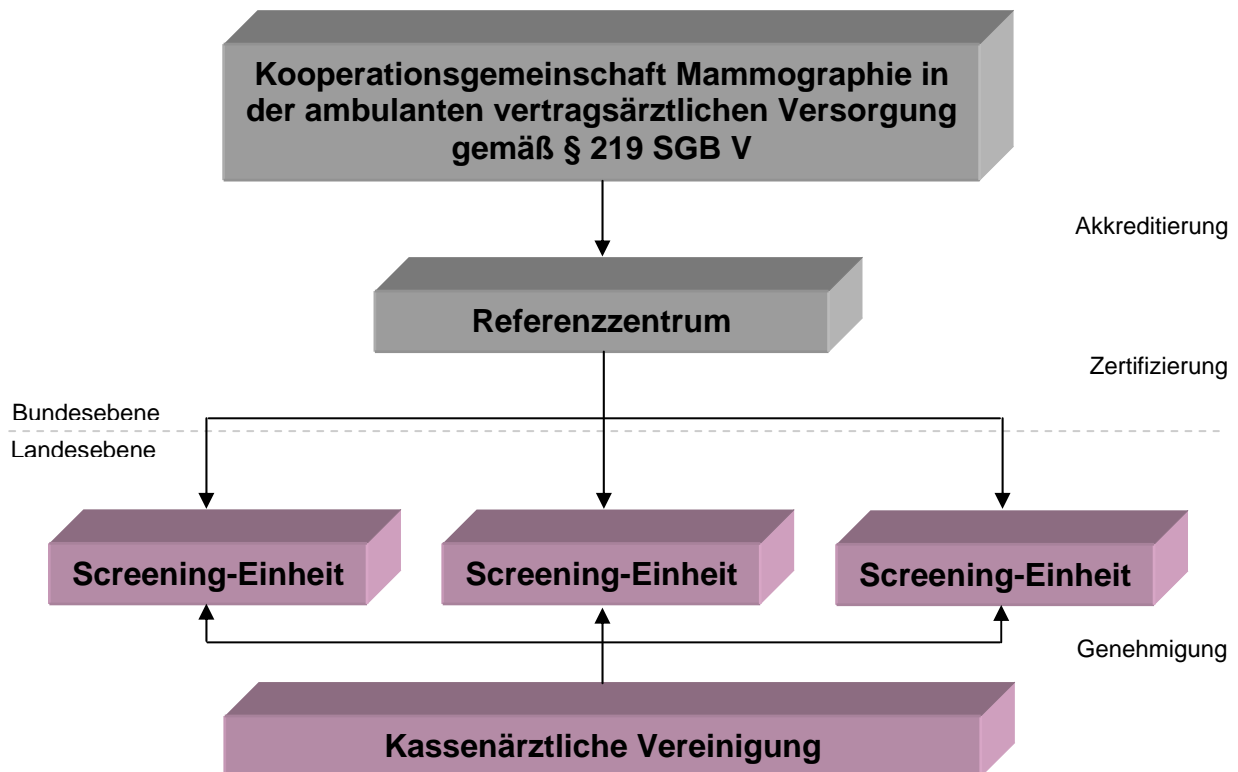 Kooperationsgemeinschaft Mammographie in
der ambulanten vertragsärztlichen Versorgung
gemäß § 219 SGB V
Akkreditierung
Referenzzentrum
Zertifizierung
Bundesebene
Landesebene
Screening-Einheit
Screening-Einheit
Screening-Einheit
Genehmigung
Kassenärztliche Vereinigung